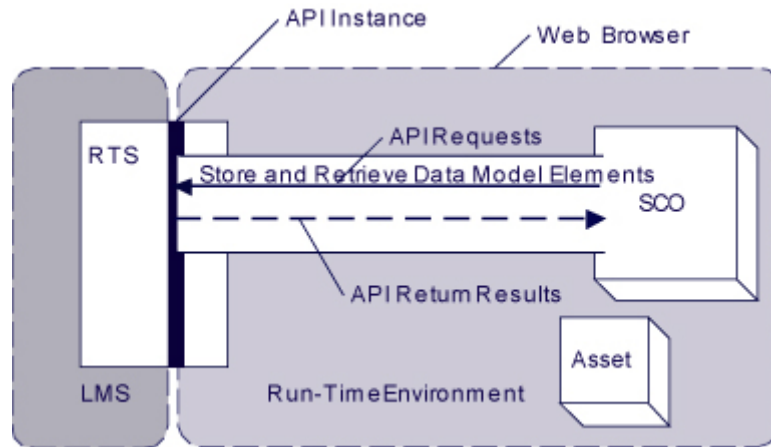 API Instance
Web Browser
RTS
API Requests
Store and Retrieve Data Model Elements
SCO
API Return Results
Asset
LMS
Run-Time Environment